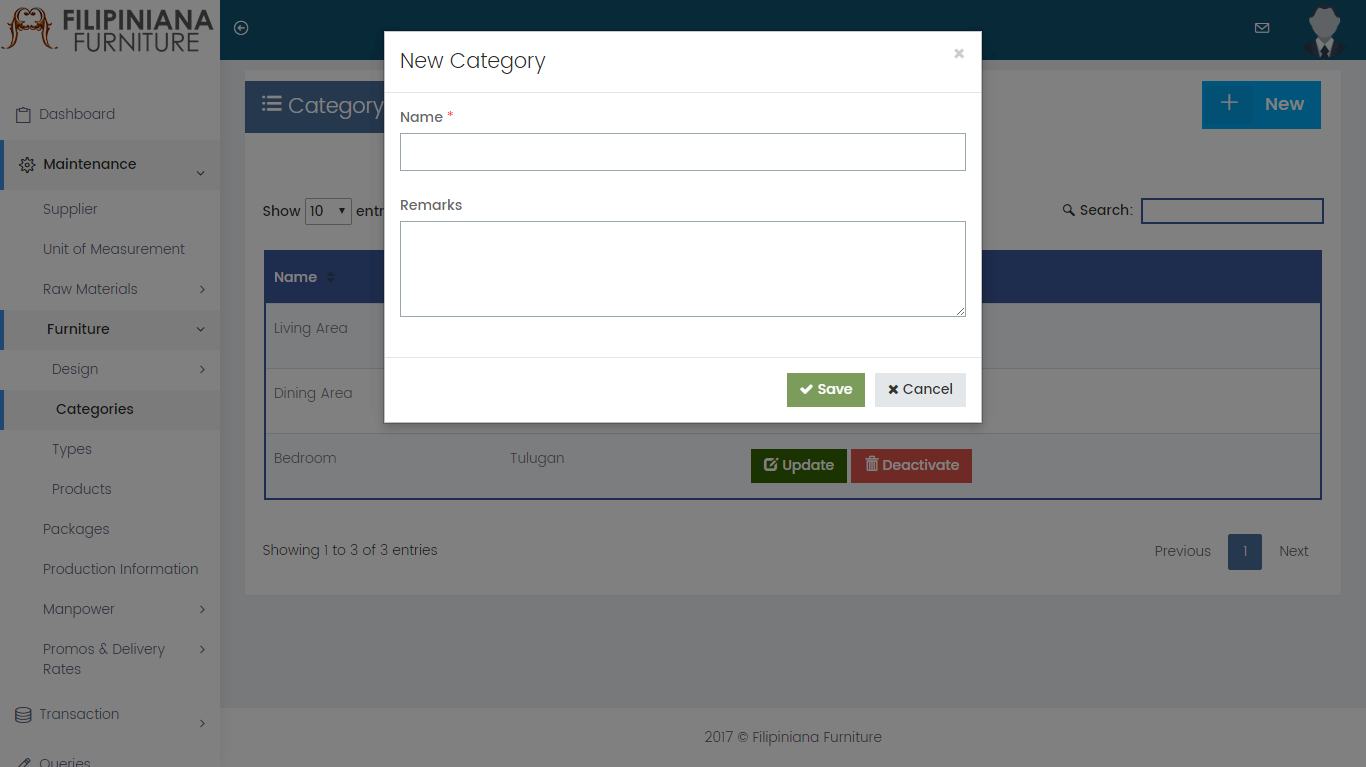 FILIPINIANA
FURNITURE
Dashboard
Maintenance
Supplier
Unit of Measurement
Raw Materials
Furniture
Design
Categories
Types
Products
Packages
Production Information
Manpower
Promos & Delivery
Rates
Transaction
Queries
Category
New
Show 10 entr
Search:
Name
Living Area
Dining Area
Bedroom Tulugan Update Deactivate
Showing 1 to 3 of 3 entries
Previous 1 Next
2017 © Filipiniana Furniture
New Category ×
Name *
Remarks
Save Cancel